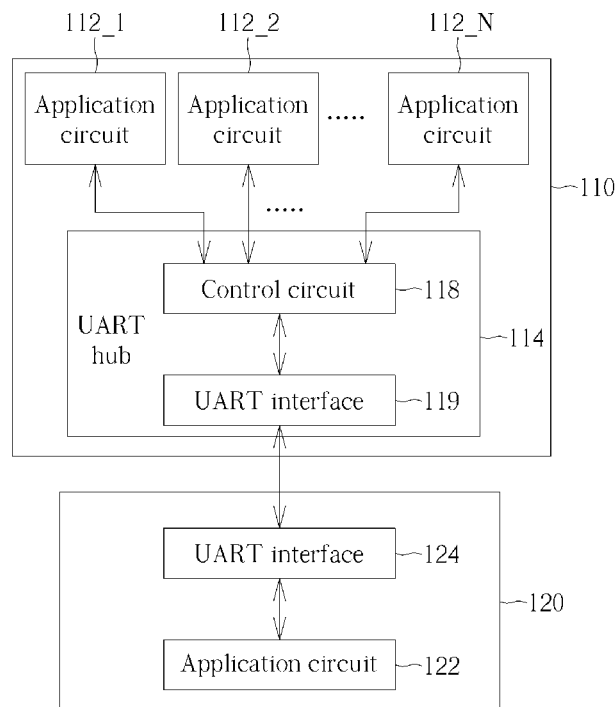 112_1
112_2
112_N
Application
circuit
Application
circuit
.....
Application
circuit
110
.....
Control circuit
118
UART
hub
114
UART interface
119
UART interface
124
120
Application circuit
122